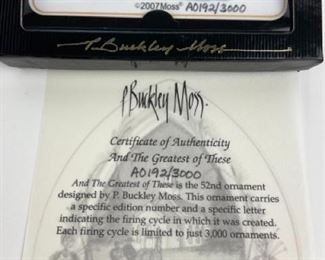 ©2007Moss® A0192/3000
P. Buckley Moss
P. Buckley Moss.
Certificate of Authenticity
And The Greatest of These
A0192/3000
And The Greatest of These is the 52nd ornament
designed by P. Buckley Moss. This ornament carries
a specific edition number and a specific letter
indicating the firing cycle in which it was created.
Each firing cycle is limited to just 3,000 ornaments.